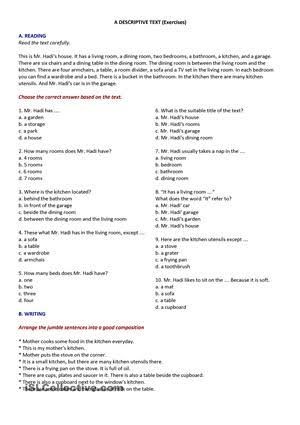 A DESCRIPTIVE TEXT (Exercises)
A. READING
Read the text carefully.
This is Mr. Hadi's house. It has a living room, a dining room, two bedrooms, a bathroom, a kitchen, and a garage.
There are six chairs and a dining table in the dining room. The dining room is between the living room and the
kitchen. There are four armchairs, a table, a room divider, a sofa and a TV set in the living room. In each bedroom
you can find a wardrobe and a bed. There is a bucket in the bathroom. In the kitchen there are many kitchen
utensils. And Mr. Hadi's car is in the garage.
Choose the correct answer based on the text.
1. Mr. Hadi has ....
a. a garden
b. a storage
c. a park
d. a house
2. How many rooms does Mr. Hadi have?
a. 4 rooms
b. 5 rooms
c. 6 rooms
d. 7 rooms
3. Where is the kitchen located?
a. behind the bathroom
b. in front of the garage
c. beside the dining room
d. between the dining room and the living room
4. These what Mr. Hadi has in the living room, except ....
a. a sofa
b. a table
c. a wardrobe
d. armchais
5. How many beds does Mr. Hadi have?
a. one
b. two
c. three
d. four
6. What is the suitable title of the text?
a. Mr. Hadi's house
b. Mr. Hadi's rooms
c. Mr. Hadi's garage
d. Mr. Hadi's dining room
7. Mr. Hadi usually takes a nap in the ....
a. living room
b. bedroom
c. bathroom
d. dining room
8. "It has a living room ...."
What does the word "It" refer to?
a. Mr. Hadi' car
b. Mr. Hadi' garage
c. Mr. Hadi's garden
d. Mr. Hadi's house
9. Here are the kitchen utensils except ....
a. a stove
b. a grater
c. a frying pan
d. a toothbrush
10. Mr. Hadi likes to sit on the .... Because it is soft.
a. a mat
b. a sofa
c. a table
d. a cupboard
B. WRITING
Arrange the jumble sentences into a good composition
* Mother cooks some food in the kitchen everyday.
* This is my mother's kitchen.
* Mother puts the stove on the corner.
* It is a small kitchen, but there are many kitchen utensils there.
* There is a frying pan on the stove. It is full of oil.
* There are cups, plates and saucer in it. There is also a table beside the cupboard.
* There is also a cupboard next to the window's kitchen.
on the table.
iSLCollective.com